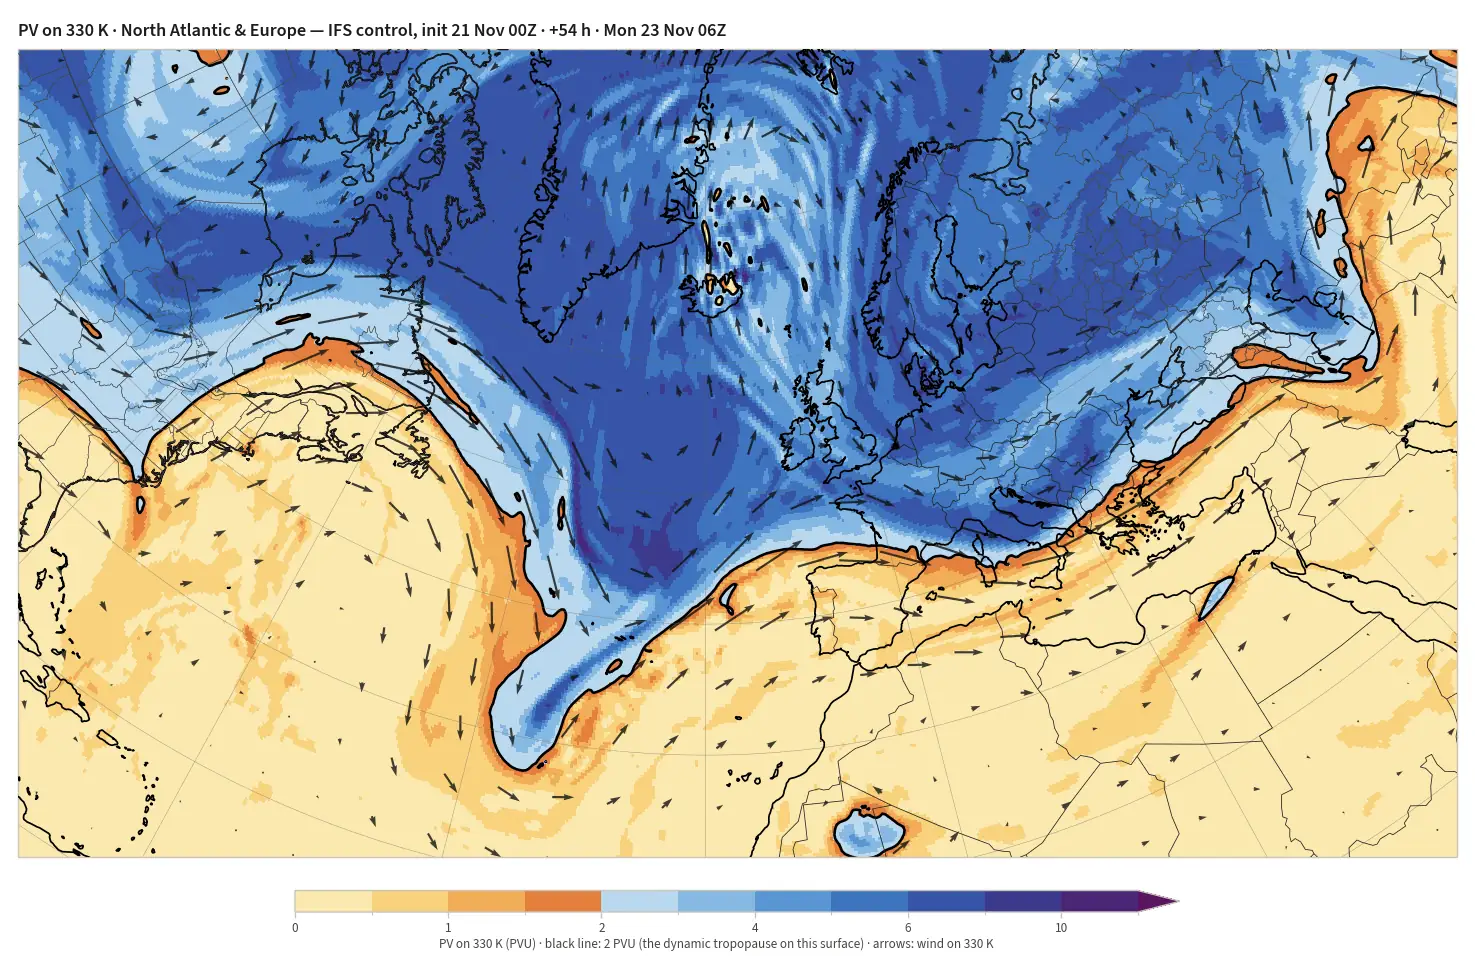 PV on 330 K · North Atlantic & Europe — IFS control, init 21 Nov 00Z · +54 h · Mon 23 Nov 06Z
0 1 2 4 6 10
PV on 330 K (PVU) · black line: 2 PVU (the dynamic tropopause on this surface) · arrows: wind on 330 K